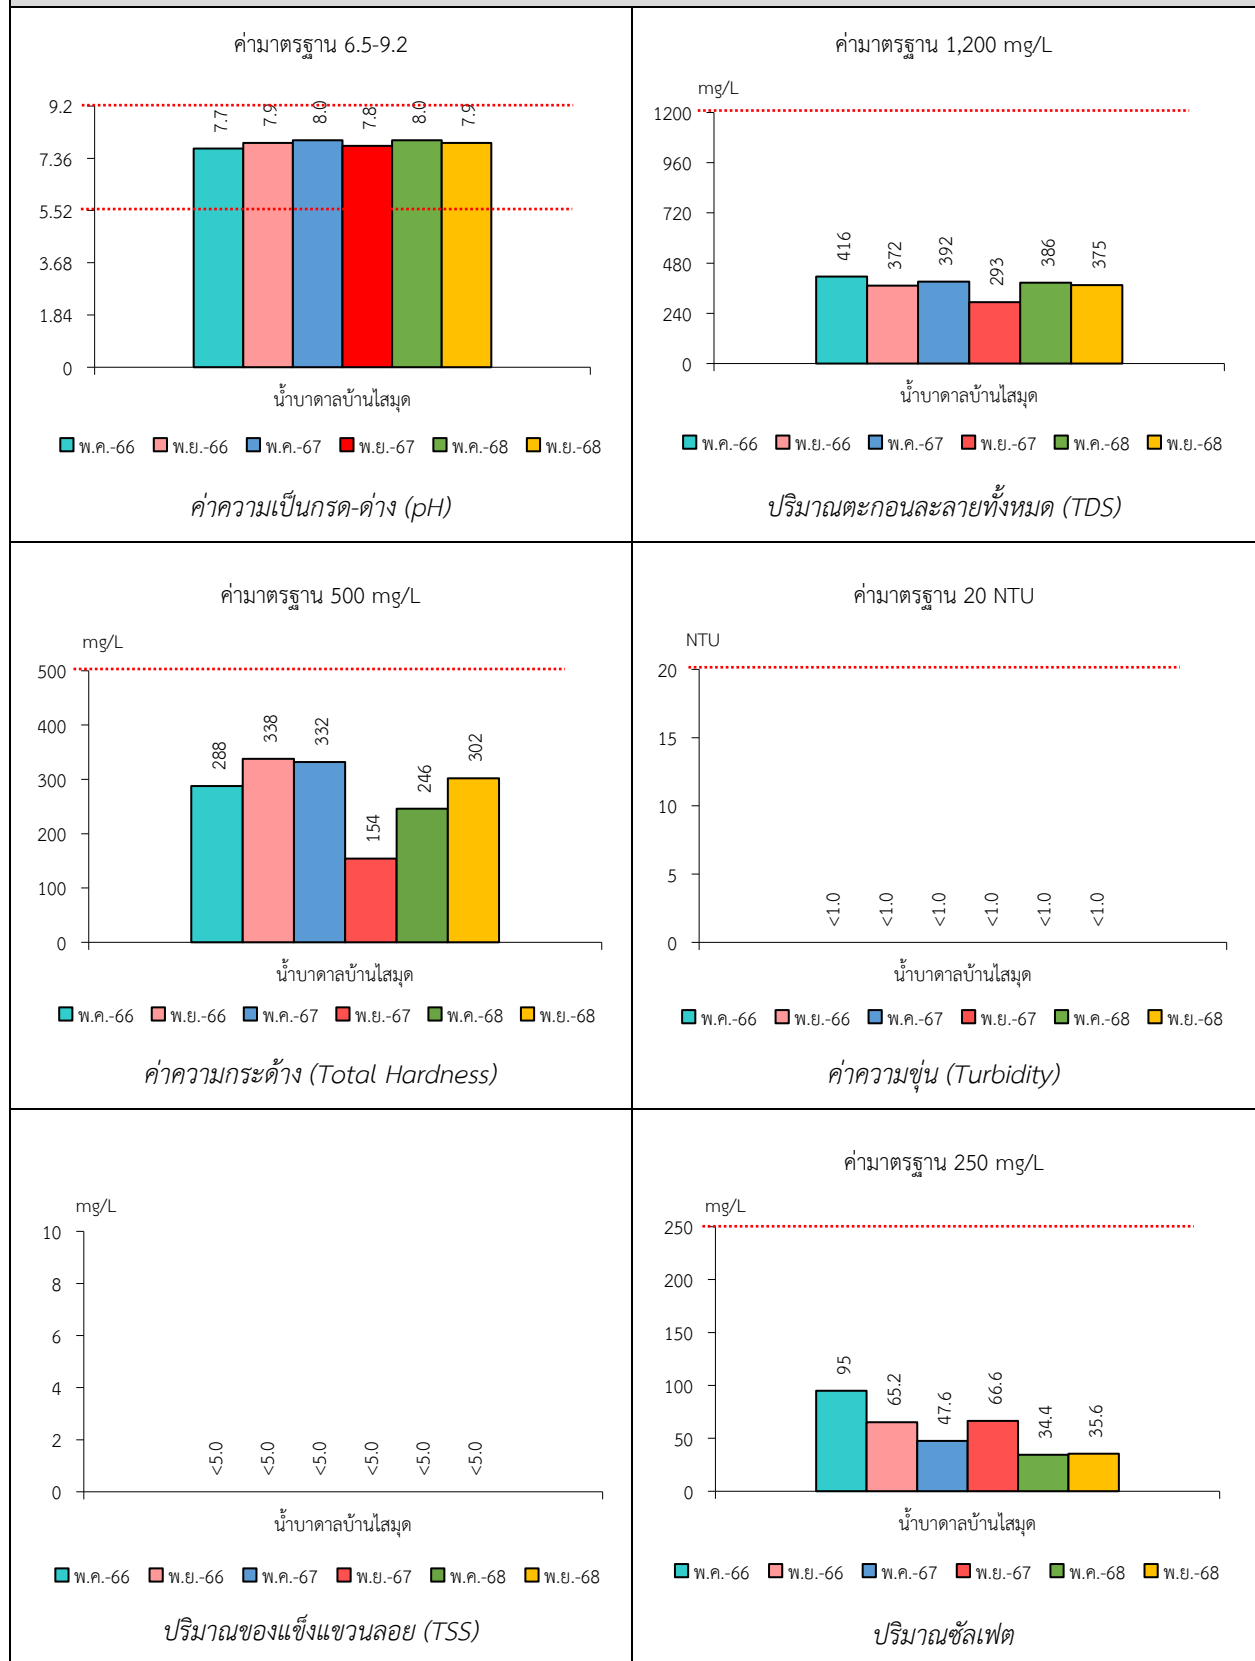 ค่ามาตรฐาน 6.5-9.2
9.2
7.36
5.52
3.68
1.84
0
7.7
7.9
8.0
7.8
8.0
7.9
น้ำบาดาลบ้านไสมุด
พ.ค.-66 พ.ย.-66 พ.ค.-67 พ.ย.-67 พ.ค.-68 พ.ย.-68
ค่าความเป็นกรด-ด่าง (pH)
ค่ามาตรฐาน 1,200 mg/L
mg/L
1200
960
720
480
240
0
416
372
392
293
386
375
น้ำบาดาลบ้านไสมุด
พ.ค.-66 พ.ย.-66 พ.ค.-67 พ.ย.-67 พ.ค.-68 พ.ย.-68
ปริมาณตะกอนละลายทั้งหมด (TDS)
ค่ามาตรฐาน 500 mg/L
mg/L
500
400
300
200
100
0
288
338
332
154
246
302
น้ำบาดาลบ้านไสมุด
พ.ค.-66 พ.ย.-66 พ.ค.-67 พ.ย.-67 พ.ค.-68 พ.ย.-68
ค่าความกระด้าง (Total Hardness)
ค่ามาตรฐาน 20 NTU
NTU
20
15
10
5
0
<1.0
<1.0
<1.0
<1.0
<1.0
<1.0
น้ำบาดาลบ้านไสมุด
พ.ค.-66 พ.ย.-66 พ.ค.-67 พ.ย.-67 พ.ค.-68 พ.ย.-68
ค่าความขุ่น (Turbidity)
mg/L
10
8
6
4
2
0
<5.0
<5.0
<5.0
<5.0
<5.0
<5.0
น้ำบาดาลบ้านไสมุด
พ.ค.-66 พ.ย.-66 พ.ค.-67 พ.ย.-67 พ.ค.-68 พ.ย.-68
ปริมาณของแข็งแขวนลอย (TSS)
ค่ามาตรฐาน 250 mg/L
mg/L
250
200
150
100
50
0
95
65.2
47.6
66.6
34.4
35.6
น้ำบาดาลบ้านไสมุด
พ.ค.-66 พ.ย.-66 พ.ค.-67 พ.ย.-67 พ.ค.-68 พ.ย.-68
ปริมาณซัลเฟต